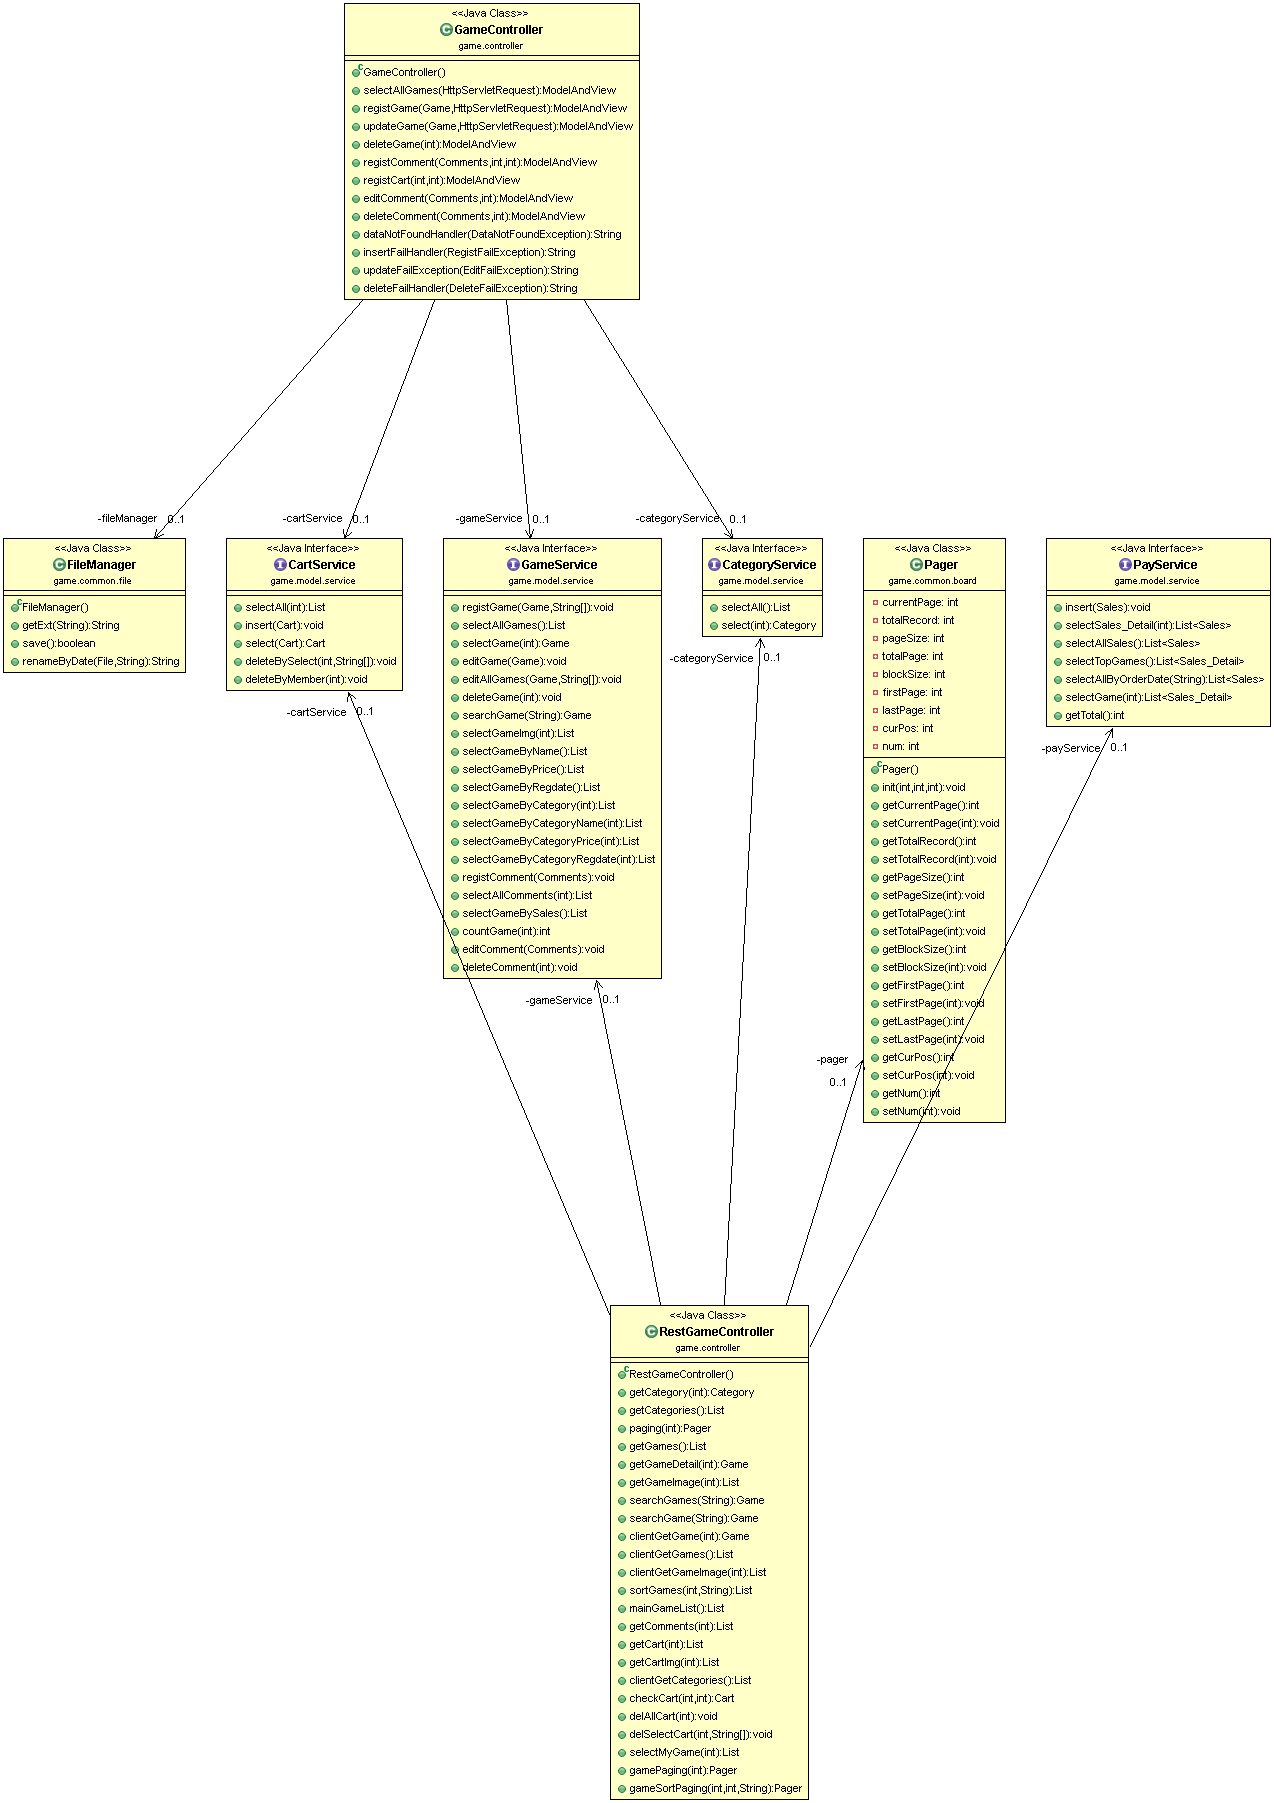 <<Java Class>>
GameController
game.controller
GameController()
selectAllGames(HttpServletRequest):ModelAndView
registGame(Game,HttpServletRequest):ModelAndView
updateGame(Game,HttpServletRequest):ModelAndView
deleteGame(int):ModelAndView
registComment(Comments,int,int):ModelAndView
registCart(int,int):ModelAndView
editComment(Comments,int):ModelAndView
deleteComment(Comments,int):ModelAndView
dataNotFoundHandler(DataNotFoundException):String
insertFailHandler(RegistFailException):String
updateFailException(EditFailException):String
deleteFailHandler(DeleteFailException):String
-fileManager 0..1
-cartService 0..1
-gameService 0..1
-categoryService 0..1
<<Java Class>>
FileManager
game.common.file
FileManager()
getExt(String):String
save():boolean
renameByDate(File,String):String
<<Java Interface>>
CartService
game.model.service
selectAll(int):List
insert(Cart):void
select(Cart):Cart
deleteBySelect(int,String[]):void
deleteByMember(int):void
-cartService 0..1
<<Java Interface>>
GameService
game.model.service
registGame(Game,String[]):void
selectAllGames():List
selectGame(int):Game
editGame(Game):void
editAllGames(Game,String[]):void
deleteGame(int):void
searchGame(String):Game
selectGameImg(int):List
selectGameByName():List
selectGameByPrice():List
selectGameByRegdate():List
selectGameByCategory(int):List
selectGameByCategoryName(int):List
selectGameByCategoryPrice(int):List
selectGameByCategoryRegdate(int):List
registComment(Comments):void
selectAllComments(int):List
selectGameBySales():List
countGame(int):int
editComment(Comments):void
deleteComment(int):void
-gameService 0..1
<<Java Interface>>
CategoryService
game.model.service
selectAll():List
select(int):Category
-categoryService 0..1
<<Java Class>>
Pager
game.common.board
currentPage: int
totalRecord: int
pageSize: int
totalPage: int
blockSize: int
firstPage: int
lastPage: int
curPos: int
num: int
Pager()
init(int,int,int):void
getCurrentPage():int
setCurrentPage(int):void
getTotalRecord():int
setTotalRecord(int):void
getPageSize():int
setPageSize(int):void
getTotalPage():int
setTotalPage(int):void
getBlockSize():int
setBlockSize(int):void
getFirstPage():int
setFirstPage(int):void
getLastPage():int
setLastPage(int):void
getCurPos():int
setCurPos(int):void
getNum():int
setNum(int):void
-pager
0..1
<<Java Interface>>
PayService
game.model.service
insert(Sales):void
selectSales_Detail(int):List<Sales>
selectAllSales():List<Sales>
selectTopGames():List<Sales_Detail>
selectAllByOrderDate(String):List<Sales>
selectGame(int):List<Sales_Detail>
getTotal():int
-payService 0..1
<<Java Class>>
RestGameController
game.controller
RestGameController()
getCategory(int):Category
getCategories():List
paging(int):Pager
getGames():List
getGameDetail(int):Game
getGameImage(int):List
searchGames(String):Game
searchGame(String):Game
clientGetGame(int):Game
clientGetGames():List
clientGetGameImage(int):List
sortGames(int,String):List
mainGameList():List
getComments(int):List
getCart(int):List
getCartImg(int):List
clientGetCategories():List
checkCart(int,int):Cart
delAllCart(int):void
delSelectCart(int,String[]):void
selectMyGame(int):List
gamePaging(int):Pager
gameSortPaging(int,int,String):Pager